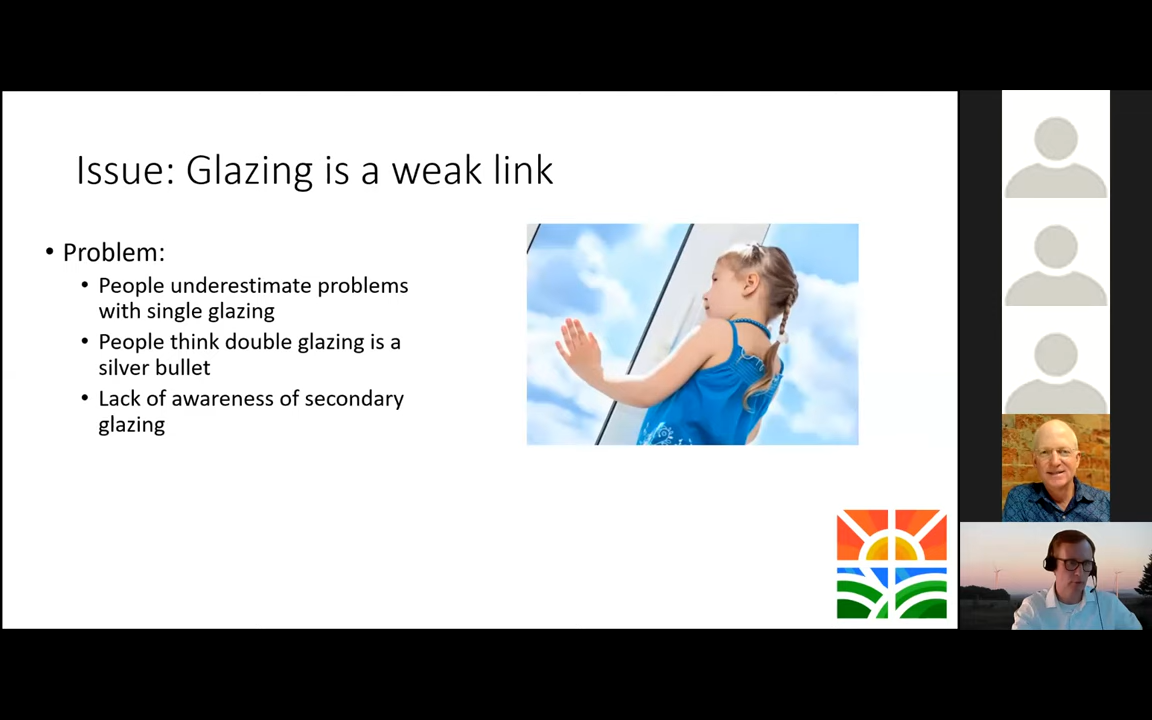 Issue: Glazing is a weak link
• Problem:
• People underestimate problems
with single glazing
• People think double glazing is a
silver bullet
• Lack of awareness of secondary
glazing